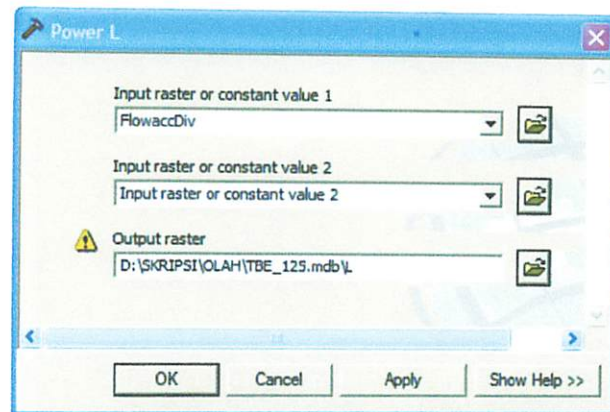 Power L
Input raster or constant value 1
FlowaccDiv
Input raster or constant value 2
Input raster or constant value 2
Output raster
D:\SKRIPSI\OLAH\TBE_125.mdb\L
OK
Cancel
Apply
Show Help >>